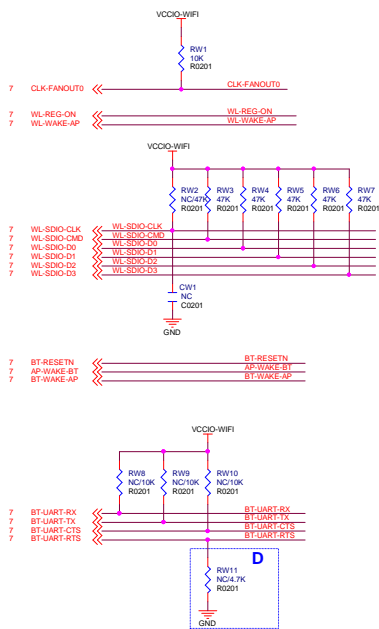 VCCIO-WIFI
RW1
10K
R0201
7 CLK-FANOUT0 CLK-FANOUT0
7 WL-REG-ON WL-REG-ON
7 WL-WAKE-AP WL-WAKE-AP
VCCIO-WIFI
RW2 RW3 RW4 RW5 RW6 RW7
NC/47K 47K 47K 47K 47K 47K
R0201 R0201 R0201 R0201 R0201 R0201
7 WL-SDIO-CLK WL-SDIO-CLK
7 WL-SDIO-CMD WL-SDIO-CMD
7 WL-SDIO-D0 WL-SDIO-D0
7 WL-SDIO-D1 WL-SDIO-D1
7 WL-SDIO-D2 WL-SDIO-D2
7 WL-SDIO-D3 WL-SDIO-D3
CW1
NC
C0201
GND
7 BT-RESETN BT-RESETN
7 AP-WAKE-BT AP-WAKE-BT
7 BT-WAKE-AP BT-WAKE-AP
VCCIO-WIFI
RW8 RW9 RW10
NC/10K NC/10K NC/10K
R0201 R0201 R0201
7 BT-UART-RX BT-UART-RX
7 BT-UART-TX BT-UART-TX
7 BT-UART-CTS BT-UART-CTS
7 BT-UART-RTS BT-UART-RTS
D
RW11
NC/4.7K
R0201
GND